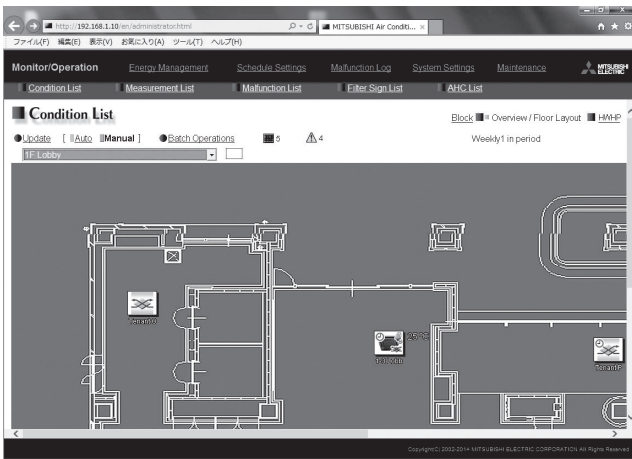 http://192.168.1.10/en/administrator.html
MITSUBISHI Air Conditi...
ファイル(F) 編集(E) 表示(V) お気に入り(A) ツール(T) ヘルプ(H)
Monitor/Operation Energy Management Schedule Settings Malfunction Log System Settings Maintenance MITSUBISHI ELECTRIC
Condition List Measurement List Malfunction List Filter Sign List AHC List
Condition List
Block Overview / Floor Layout HWHP
Update [ Auto Manual ] Batch Operations 5 4 Weekly1 in period
1F Lobby
25°C
Tenant F
Copyright(C) 2002-2014 MITSUBISHI ELECTRIC CORPORATION All Rights Reserved